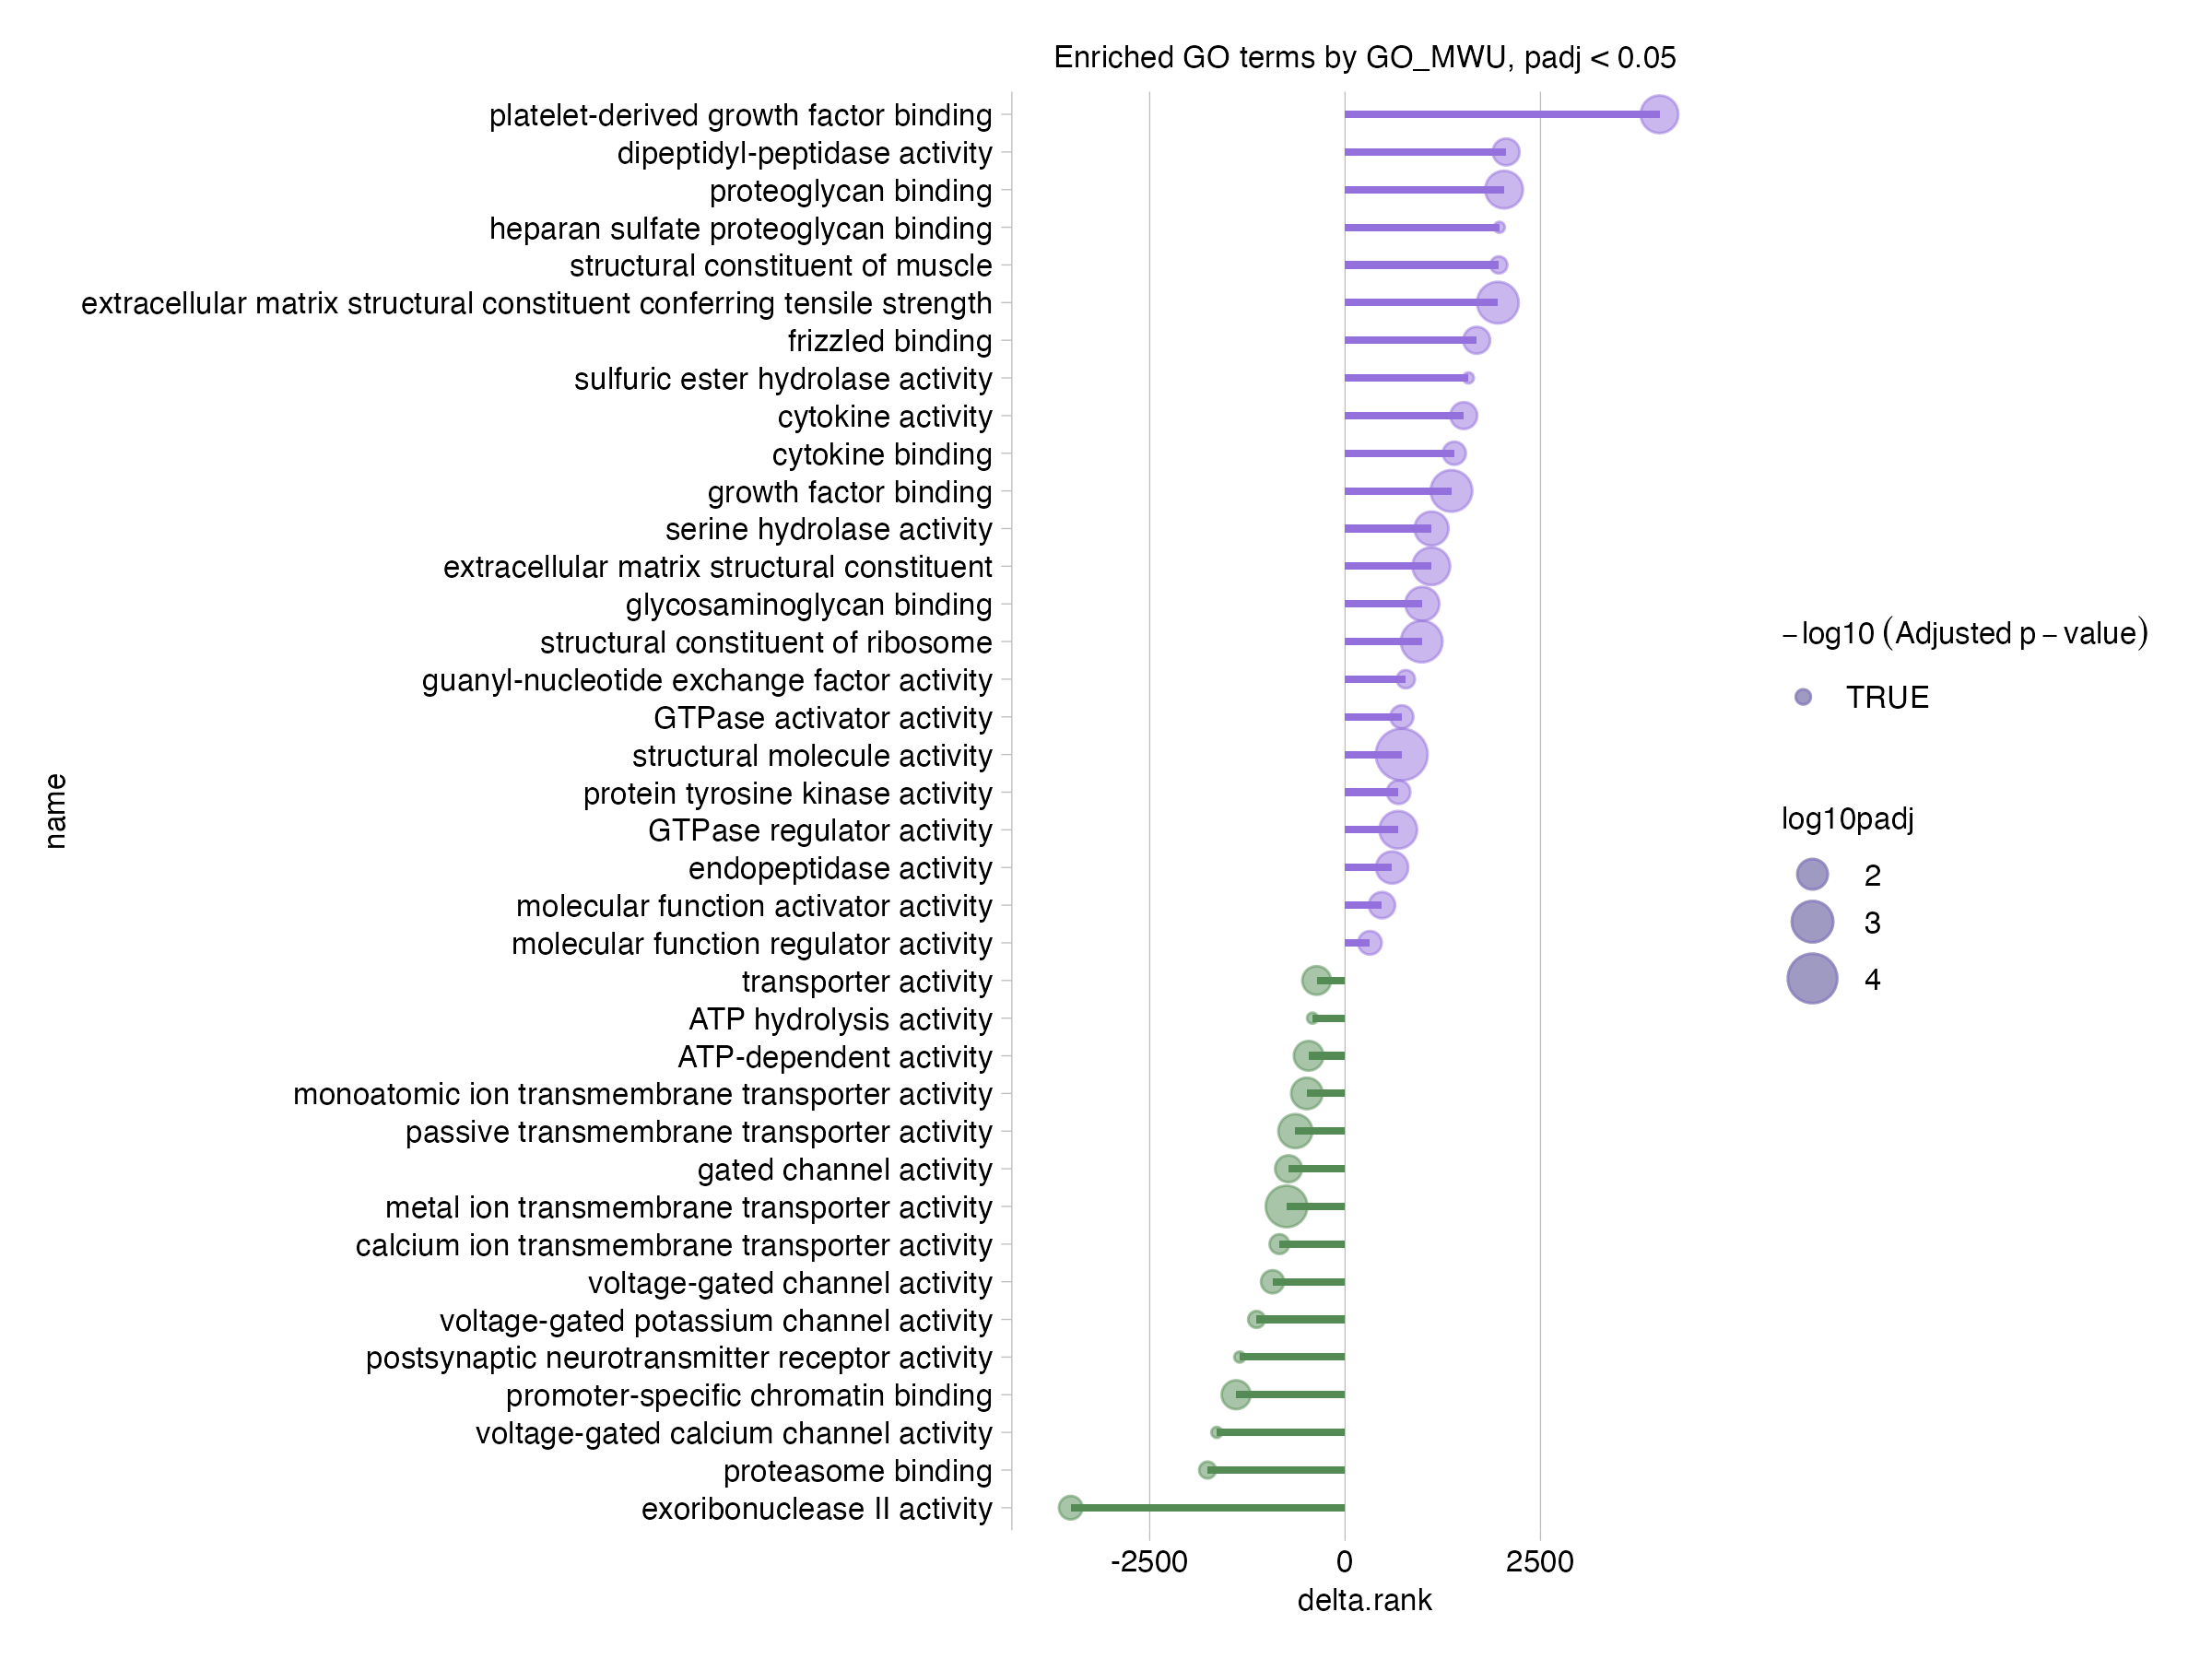 Enriched GO terms by GO_MWU, padj < 0.05
platelet-derived growth factor binding
dipeptidyl-peptidase activity
proteoglycan binding
heparan sulfate proteoglycan binding
structural constituent of muscle
extracellular matrix structural constituent conferring tensile strength
frizzled binding
sulfuric ester hydrolase activity
cytokine activity
cytokine binding
growth factor binding
serine hydrolase activity
extracellular matrix structural constituent
glycosaminoglycan binding
structural constituent of ribosome
guanyl-nucleotide exchange factor activity
GTPase activator activity
structural molecule activity
protein tyrosine kinase activity
GTPase regulator activity
endopeptidase activity
molecular function activator activity
molecular function regulator activity
transporter activity
ATP hydrolysis activity
ATP-dependent activity
monoatomic ion transmembrane transporter activity
passive transmembrane transporter activity
gated channel activity
metal ion transmembrane transporter activity
calcium ion transmembrane transporter activity
voltage-gated channel activity
voltage-gated potassium channel activity
postsynaptic neurotransmitter receptor activity
promoter-specific chromatin binding
voltage-gated calcium channel activity
proteasome binding
exoribonuclease II activity
name
-2500 0 2500
delta.rank
−log10 (Adjusted p−value)
TRUE
log10padj
2
3
4